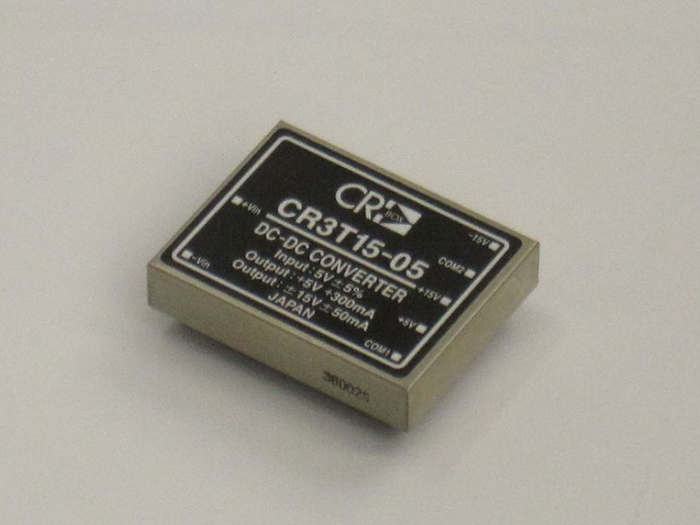 CR BOX
CR3T15-05
DC-DC CONVERTER
Input : 5V ± 5%
Output : +5V +300mA
Output : ±15V ± 50mA
JAPAN
+Vin
-Vin
-15V
COM2
+15V
+5V
COM1